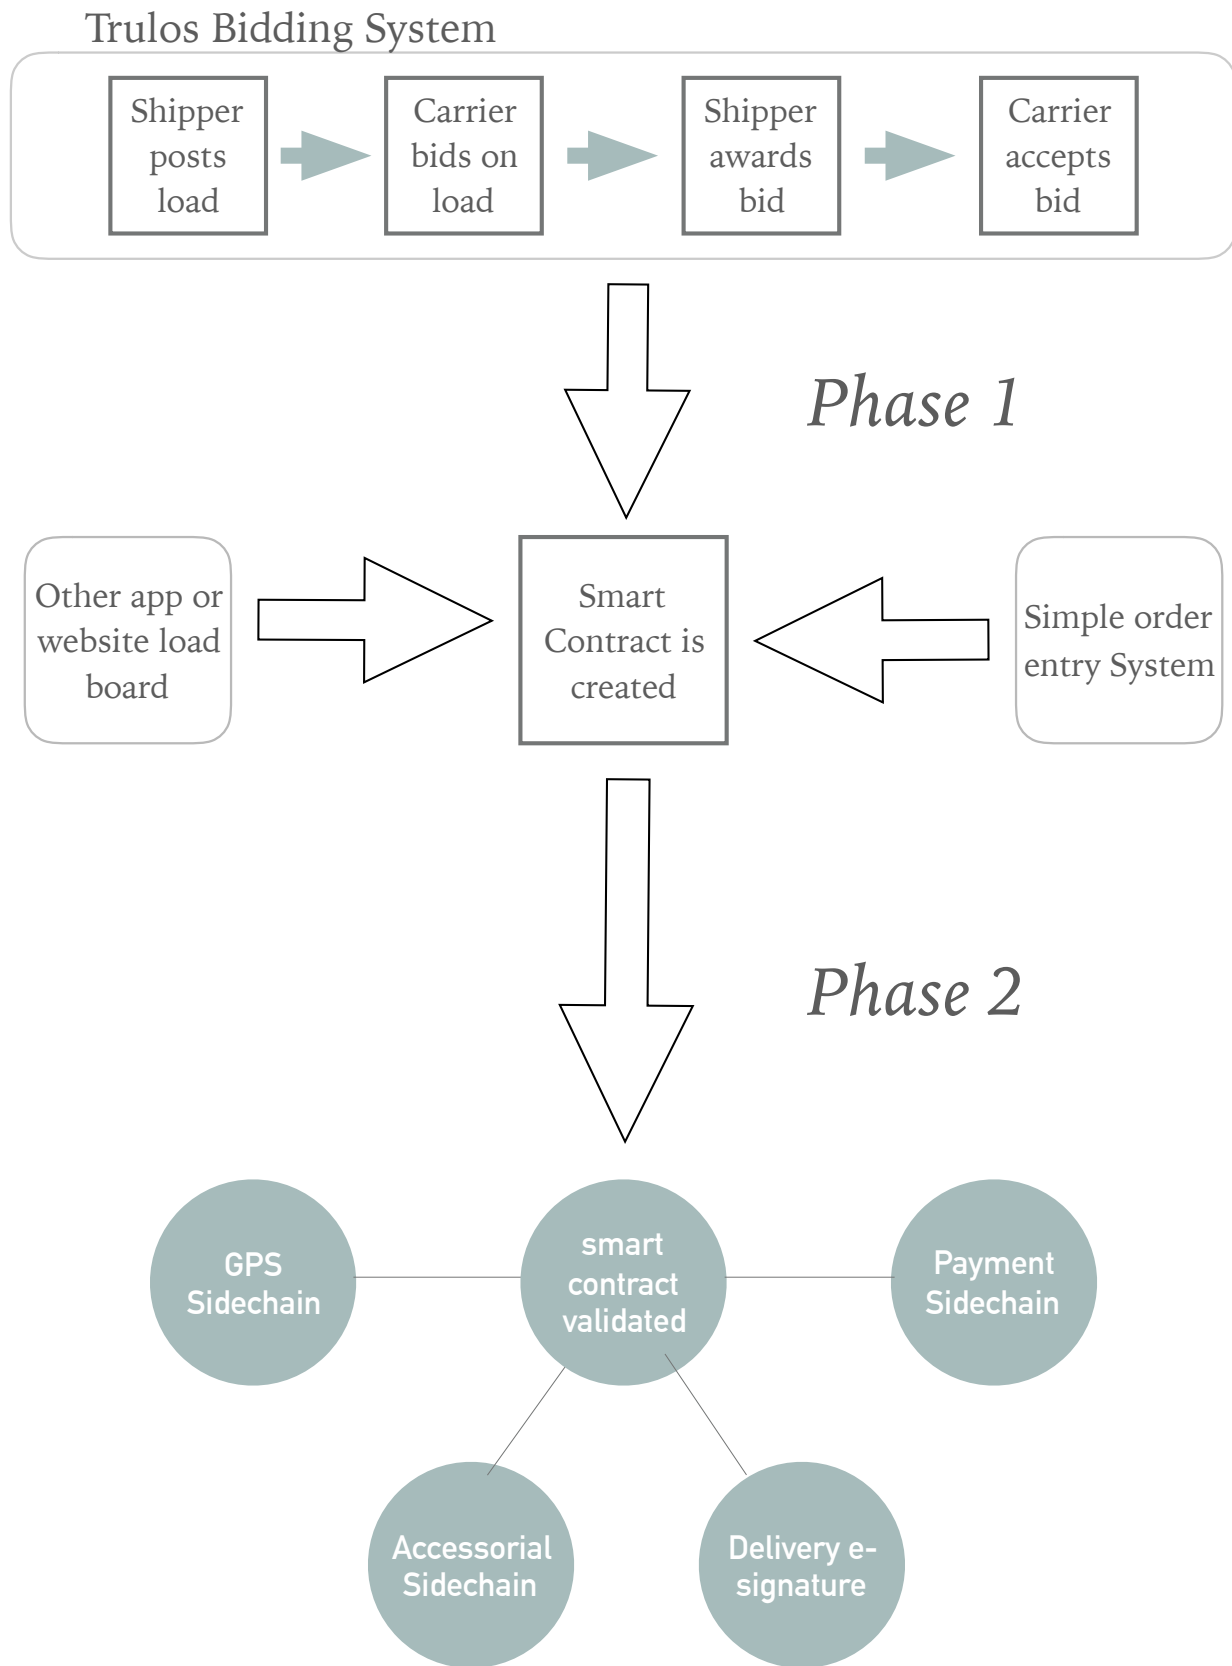 Trulos Bidding System
Shipper
posts
load
Carrier
bids on
load
Shipper
awards
bid
Carrier
accepts
bid
Phase 1
Other app or
website load
board
Smart
Contract is
created
Simple order
entry System
Phase 2
GPS
Sidechain
smart
contract
validated
Payment
Sidechain
Accessorial
Sidechain
Delivery e-
signature